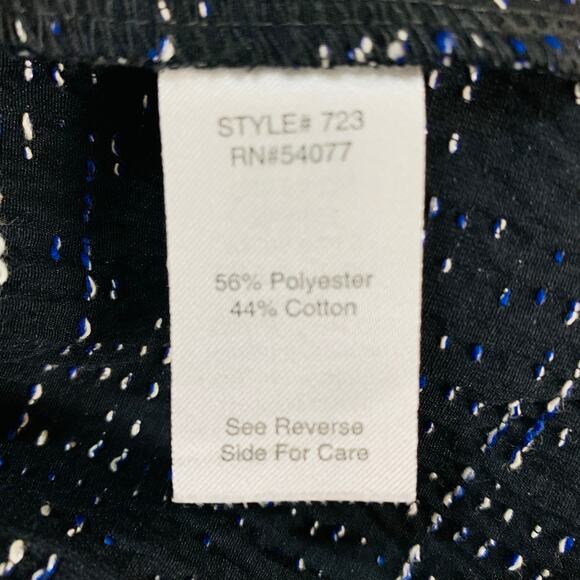 STYLE# 723
RN#54077
56% Polyester
44% Cotton
See Reverse
Side For Care